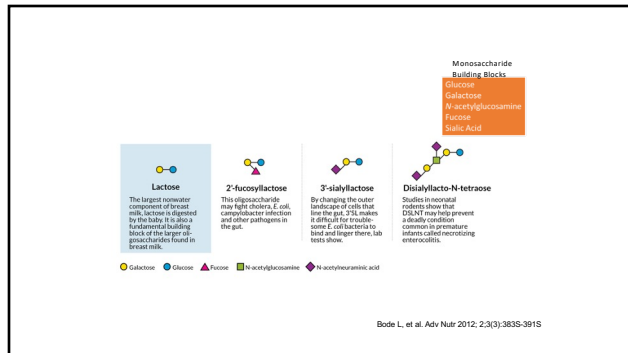 Monosaccharide
Building Blocks
Glucose
Galactose
N-acetylglucosamine
Fucose
Sialic Acid
Lactose
The largest nonwater
component of breast
milk, lactose is digested
by the baby. It is also a
fundamental building
block of the larger oli-
gosaccharides found in
breast milk.
2'-fucosyllactose
This oligosaccharide
may fight cholera, E. coli,
campylobacter infection
and other pathogens in
the gut.
3'-sialyllactose
By changing the outer
landscape of cells that
line the gut, 3'SL makes
it difficult for trouble-
some E. coli bacteria to
bind and linger there, lab
tests show.
Disialyllacto-N-tetraose
Studies in neonatal
rodents show that
DSLNT may help prevent
a deadly condition
common in premature
infants called necrotizing
enterocolitis.
Galactose Glucose Fucose N-acetylglucosamine N-acetylneuraminic acid
Bode L, et al. Adv Nutr 2012; 2;3(3):383S-391S